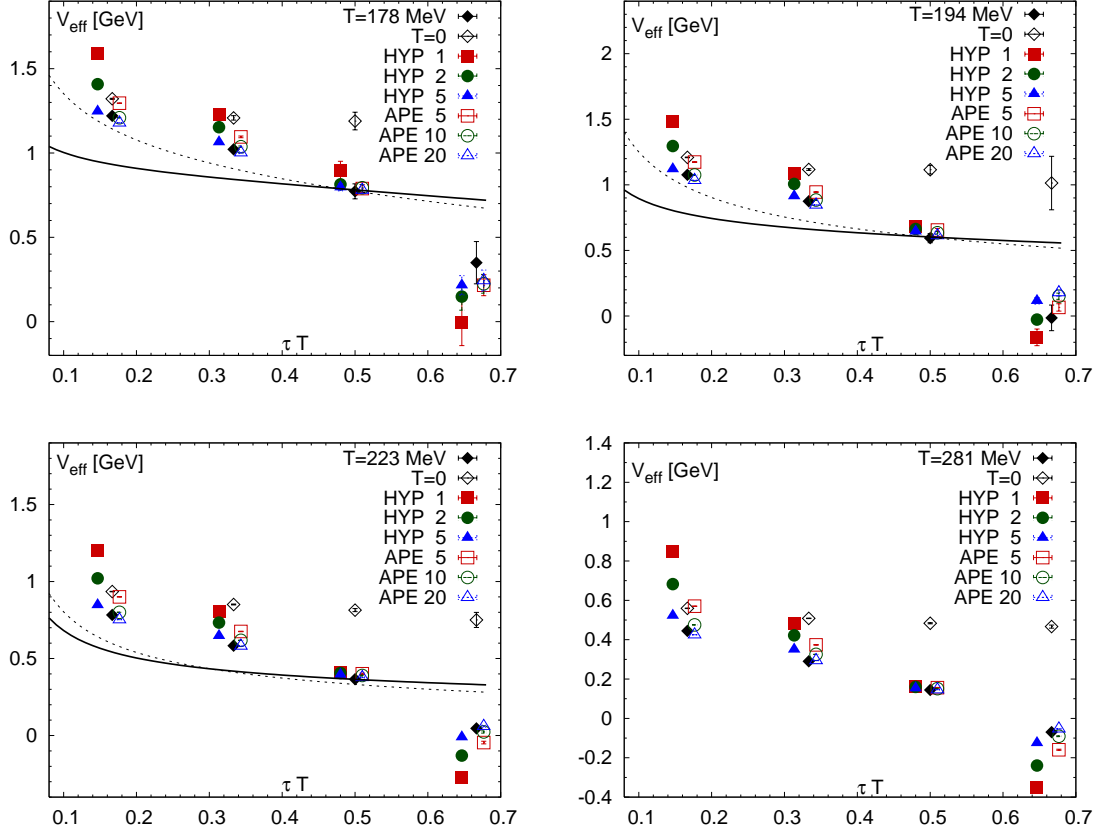 V_eff [GeV]
T=178 MeV
T=0
HYP 1
HYP 2
HYP 5
APE 5
APE 10
APE 20
1.5
1
0.5
0
τ T
0.1 0.2 0.3 0.4 0.5 0.6 0.7
V_eff [GeV]
T=194 MeV
T=0
HYP 1
HYP 2
HYP 5
APE 5
APE 10
APE 20
2
1.5
1
0.5
0
τ T
0.1 0.2 0.3 0.4 0.5 0.6 0.7
V_eff [GeV]
T=223 MeV
T=0
HYP 1
HYP 2
HYP 5
APE 5
APE 10
APE 20
1.5
1
0.5
0
τ T
0.1 0.2 0.3 0.4 0.5 0.6 0.7
V_eff [GeV]
T=281 MeV
T=0
HYP 1
HYP 2
HYP 5
APE 5
APE 10
APE 20
1.4
1.2
1
0.8
0.6
0.4
0.2
0
-0.2
-0.4
τ T
0.1 0.2 0.3 0.4 0.5 0.6 0.7